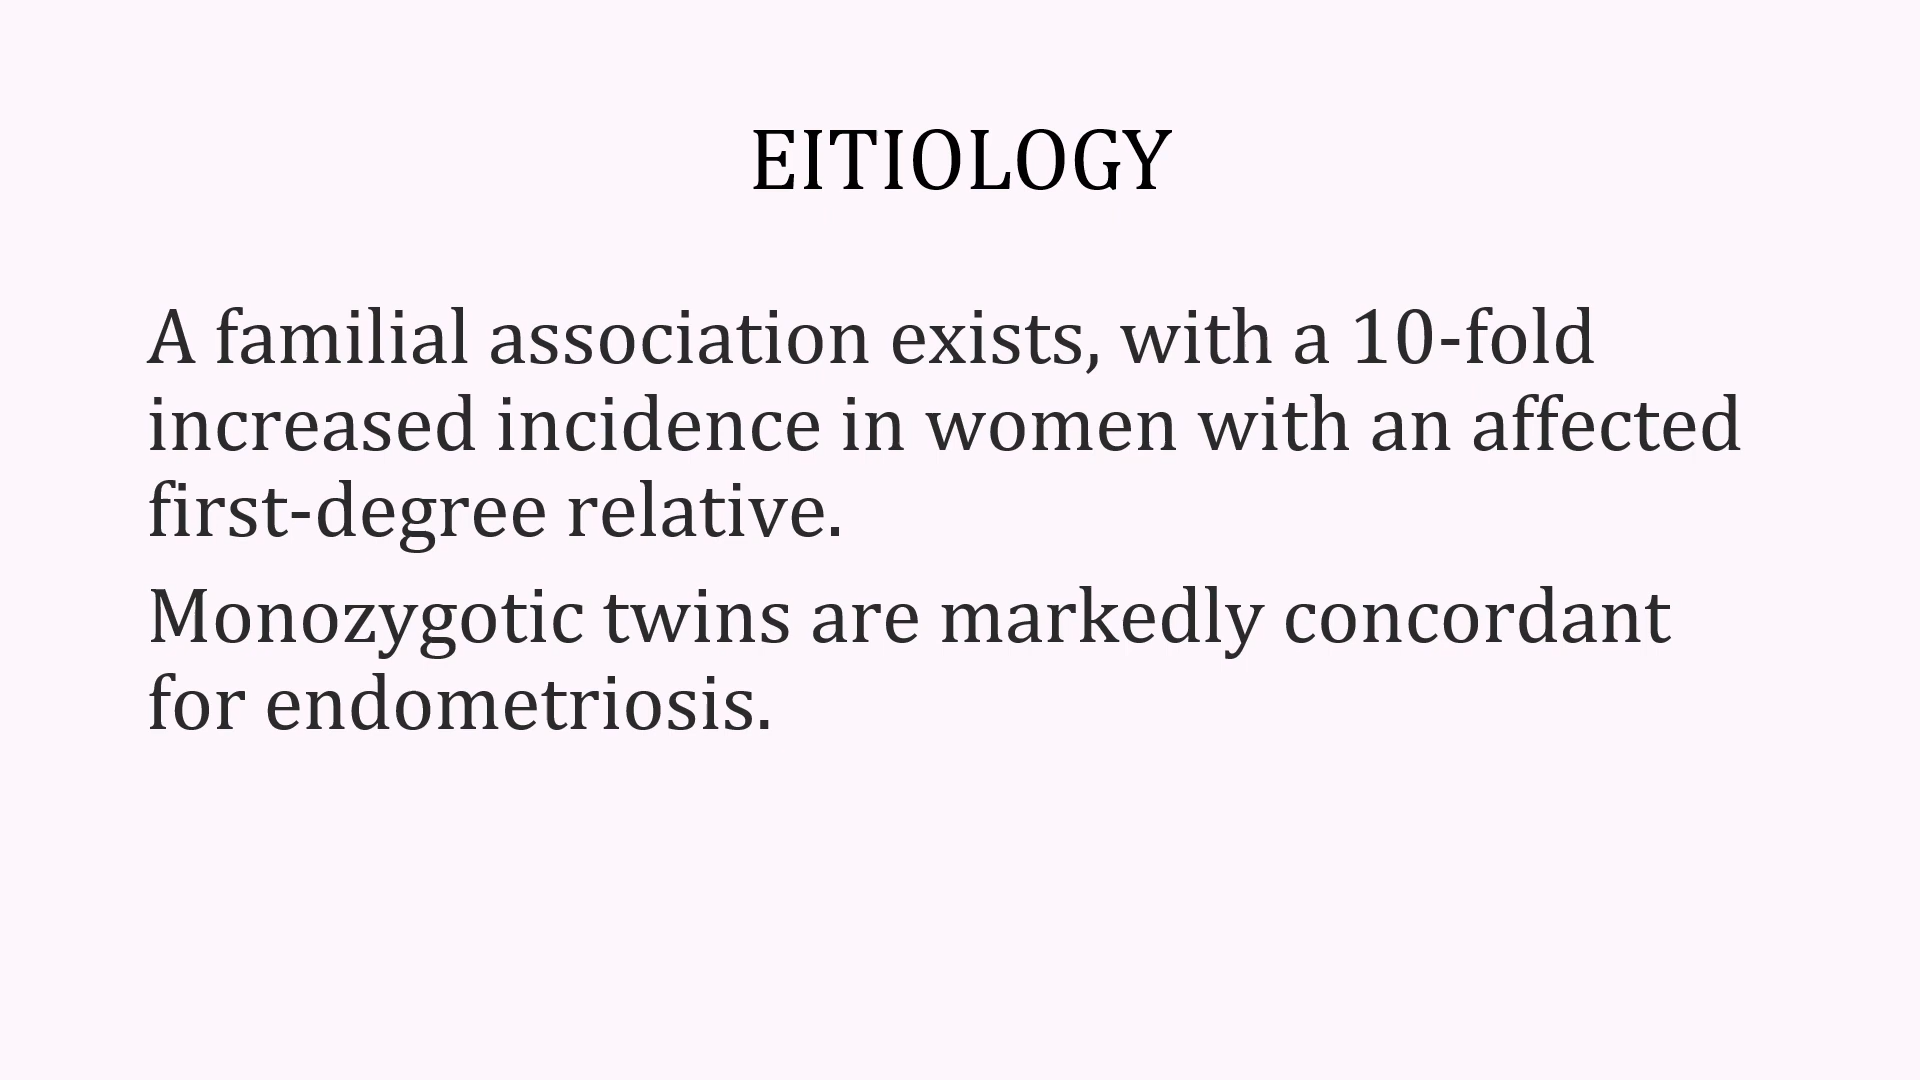 EITIOLOGY
A familial association exists, with a 10-fold
increased incidence in women with an affected
first-degree relative.
Monozygotic twins are markedly concordant
for endometriosis.